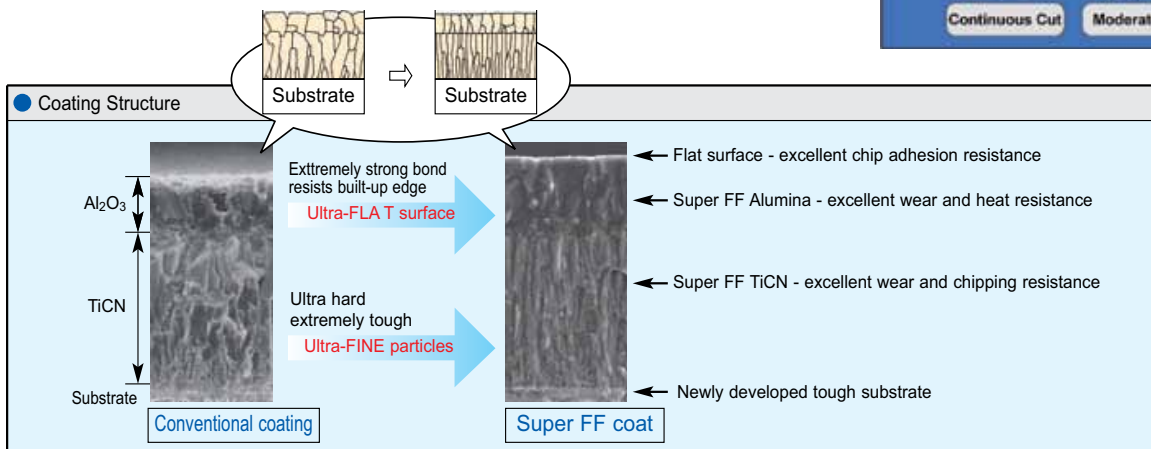 Continuous Cut
Substrate
⇨
Substrate
● Coating Structure
Al₂O₃
TiCN
Substrate
Conventional coating
Exttremely strong bond
resists built-up edge
Ultra-FLA T surface
Ultra hard
extremely tough
Ultra-FINE particles
Super FF coat
Flat surface - excellent chip adhesion resistance
Super FF Alumina - excellent wear and heat resistance
Super FF TiCN - excellent wear and chipping resistance
Newly developed tough substrate